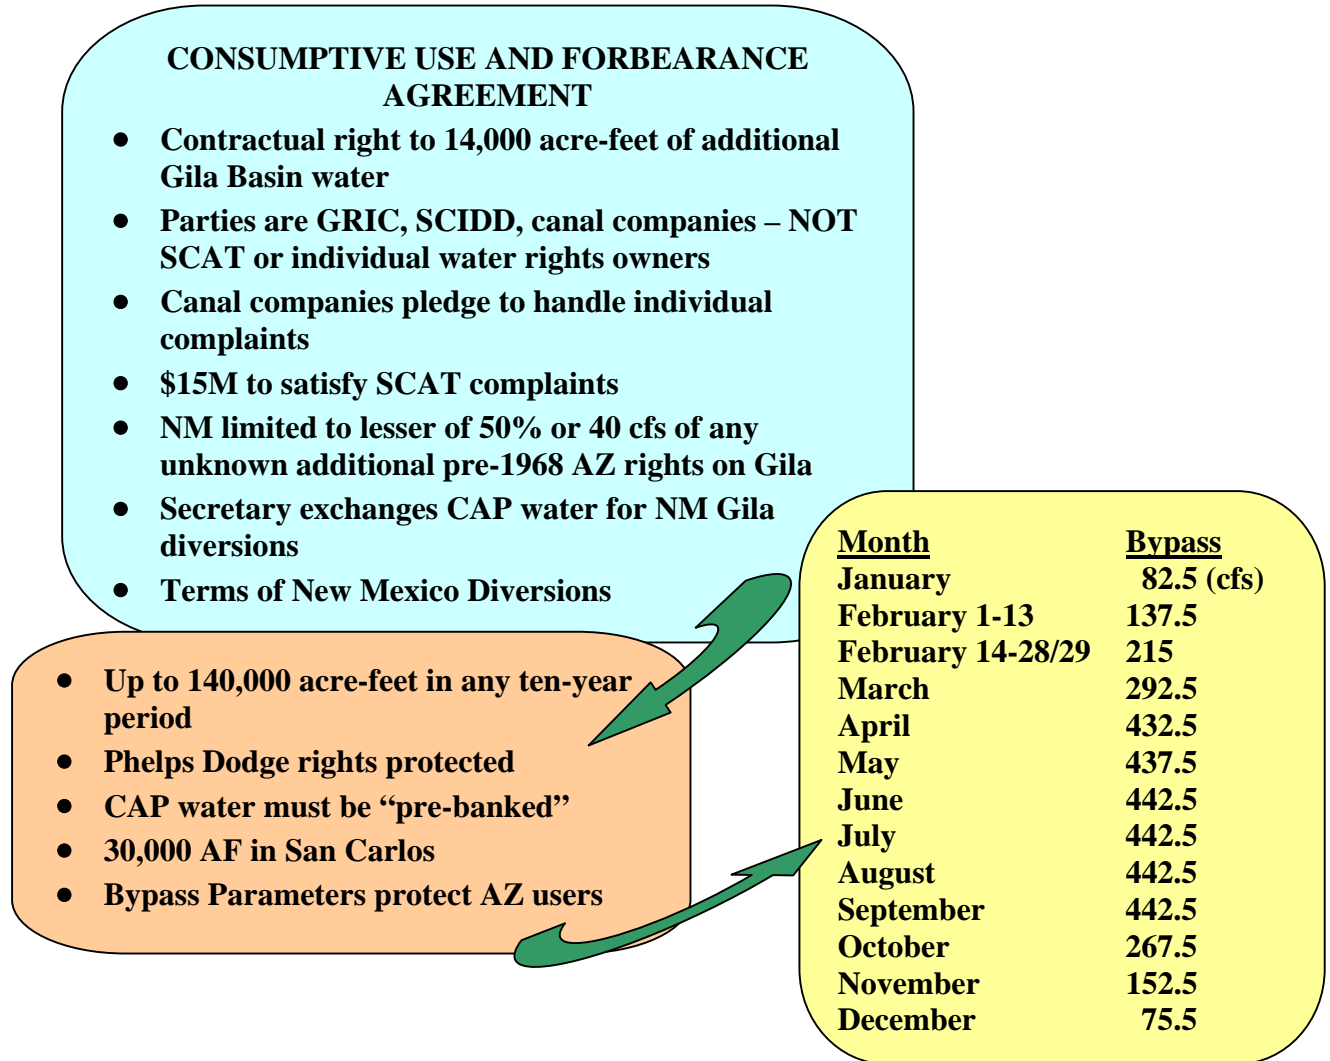 CONSUMPTIVE USE AND FORBEARANCE
AGREEMENT
● Contractual right to 14,000 acre-feet of additional
Gila Basin water
● Parties are GRIC, SCIDD, canal companies – NOT
SCAT or individual water rights owners
● Canal companies pledge to handle individual
complaints
● $15M to satisfy SCAT complaints
● NM limited to lesser of 50% or 40 cfs of any
unknown additional pre-1968 AZ rights on Gila
● Secretary exchanges CAP water for NM Gila
diversions
● Terms of New Mexico Diversions
● Up to 140,000 acre-feet in any ten-year
period
● Phelps Dodge rights protected
● CAP water must be “pre-banked”
● 30,000 AF in San Carlos
● Bypass Parameters protect AZ users
Month Bypass
January 82.5 (cfs)
February 1-13 137.5
February 14-28/29 215
March 292.5
April 432.5
May 437.5
June 442.5
July 442.5
August 442.5
September 442.5
October 267.5
November 152.5
December 75.5